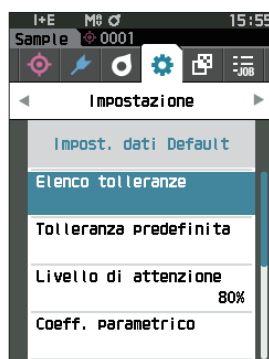 I+E M0 15:55
Sample 0001
JOB
Impostazione
Impost. dati Default
Elenco tolleranze
Tolleranza predefinita
Livello di attenzione
80%
Coeff. parametrico